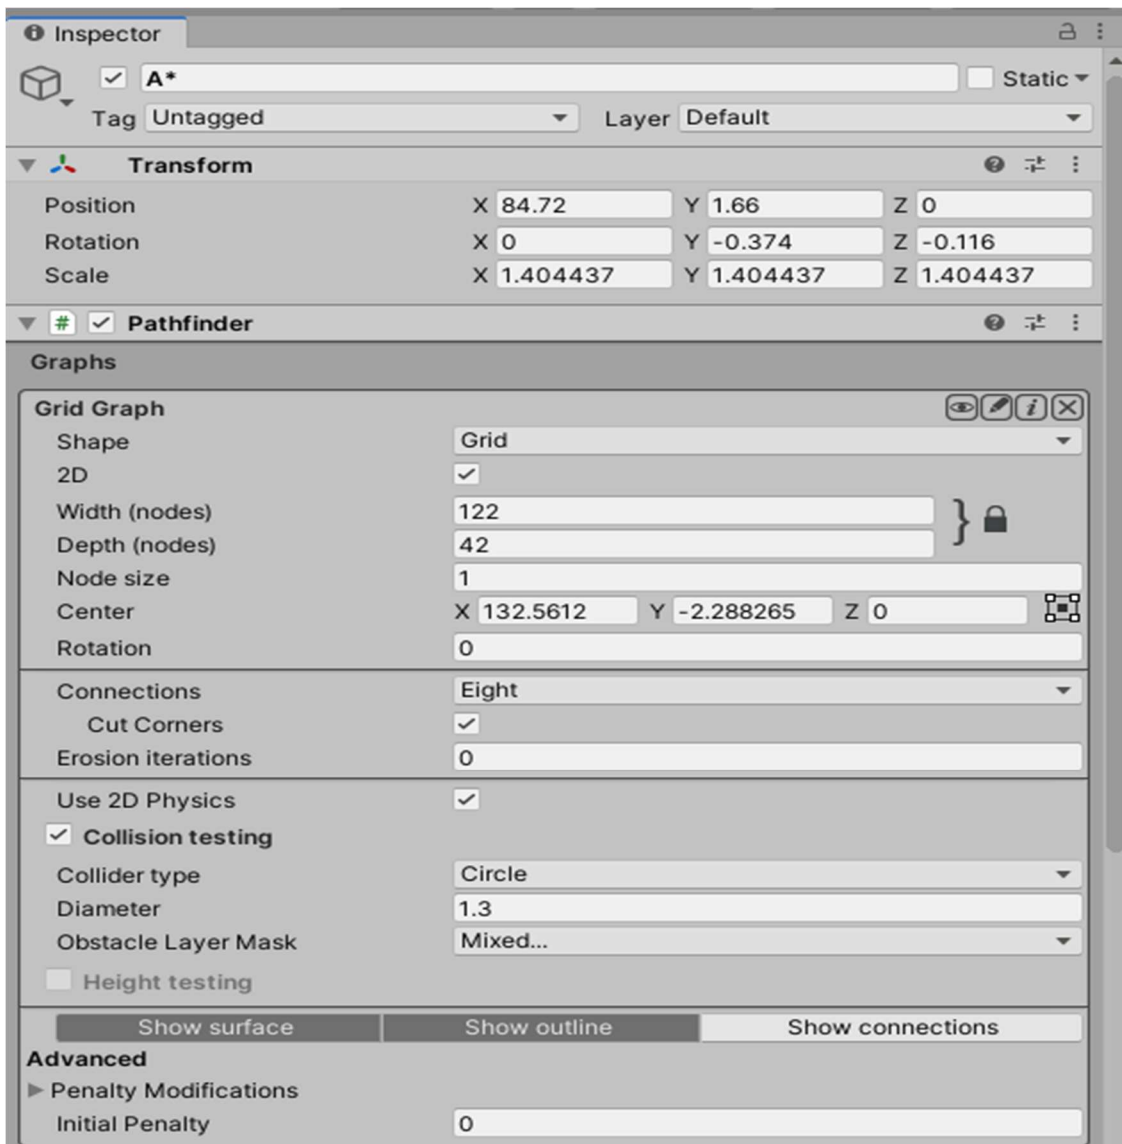 Inspector
A*
Static
Tag Untagged Layer Default
Transform
Position X 84.72 Y 1.66 Z 0
Rotation X 0 Y -0.374 Z -0.116
Scale X 1.404437 Y 1.404437 Z 1.404437
# Pathfinder
Graphs
Grid Graph
Shape Grid
2D
Width (nodes) 122
Depth (nodes) 42
Node size 1
Center X 132.5612 Y -2.288265 Z 0
Rotation 0
Connections Eight
Cut Corners
Erosion iterations 0
Use 2D Physics
Collision testing
Collider type Circle
Diameter 1.3
Obstacle Layer Mask Mixed...
Height testing
Show surface Show outline Show connections
Advanced
Penalty Modifications
Initial Penalty 0